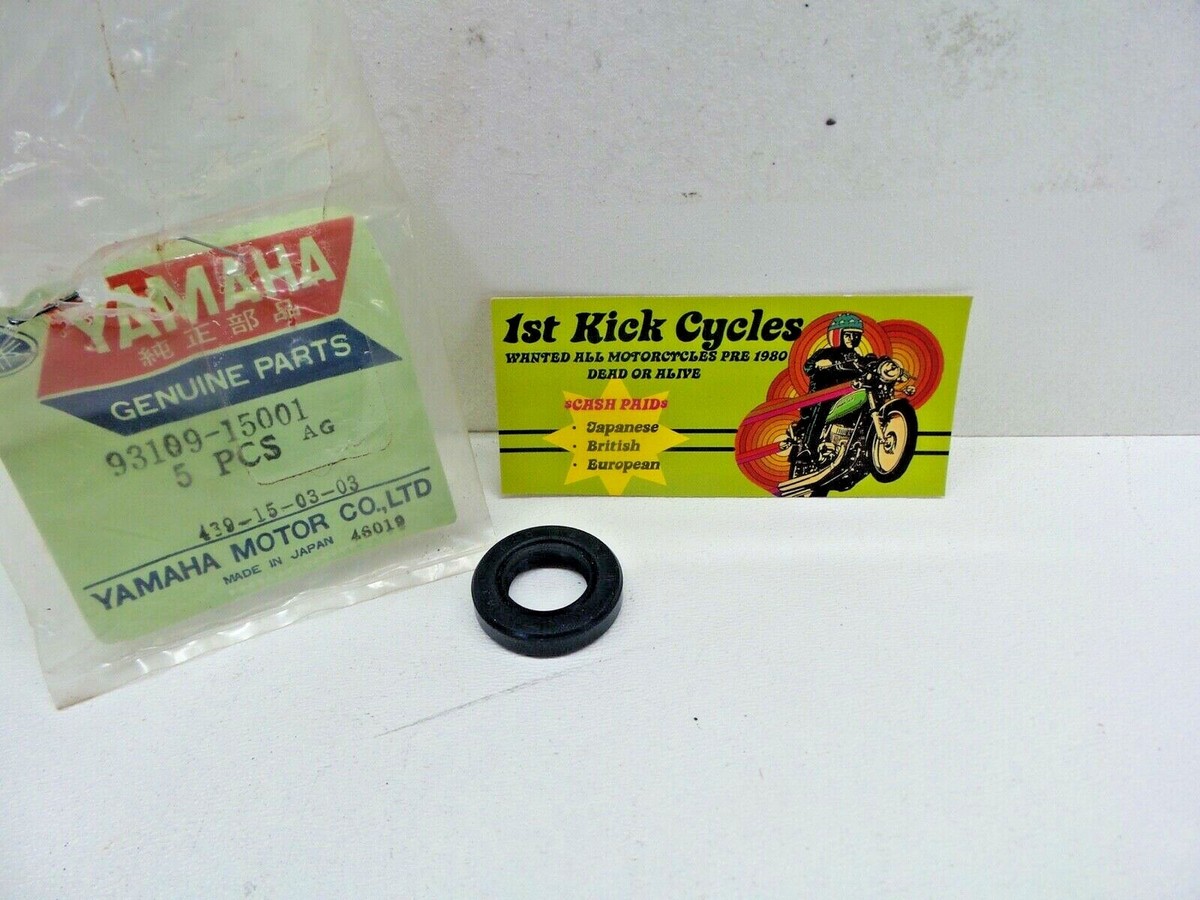 YAMAHA
純正部品
GENUINE PARTS
93109-15001
5 PCS AG
439-15-03-03
YAMAHA MOTOR CO.,LTD
MADE IN JAPAN 46019
1st Kick Cycles
WANTED ALL MOTORCYCLES PRE 1980
DEAD OR ALIVE
$CASH PAID$
· Japanese
· British
· European